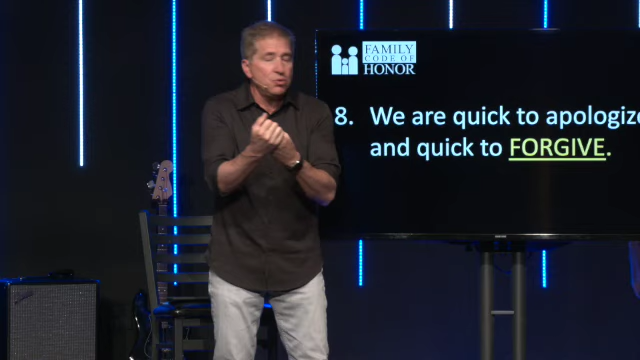 FAMILY
CODE OF
HONOR
8. We are quick to apologize
and quick to FORGIVE.